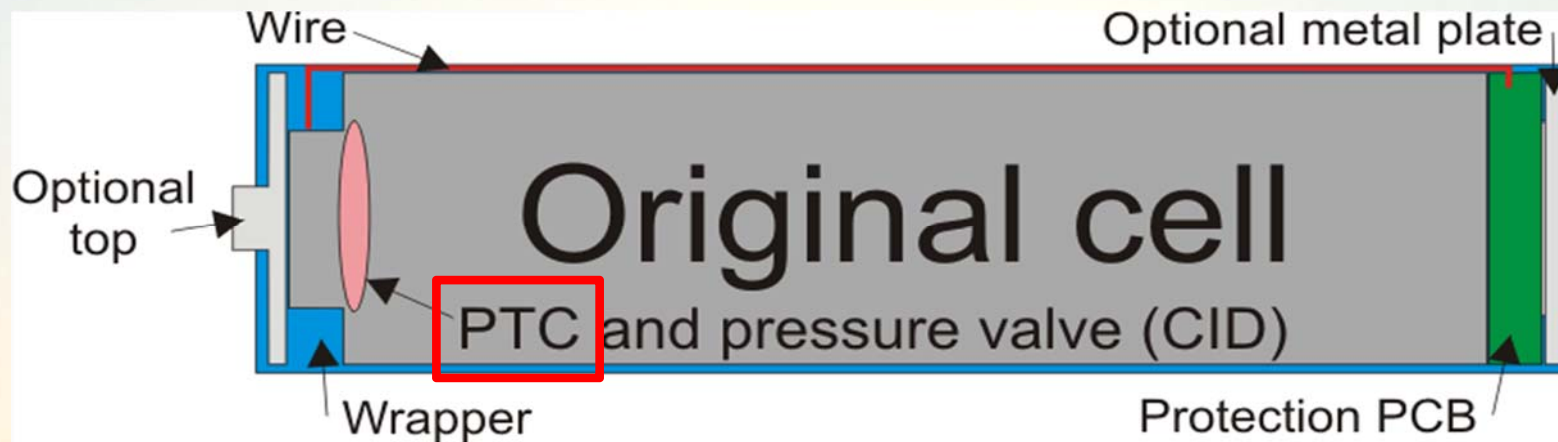 Wire
Optional metal plate
Optional
top
Original cell
PTC and pressure valve (CID)
Wrapper
Protection PCB